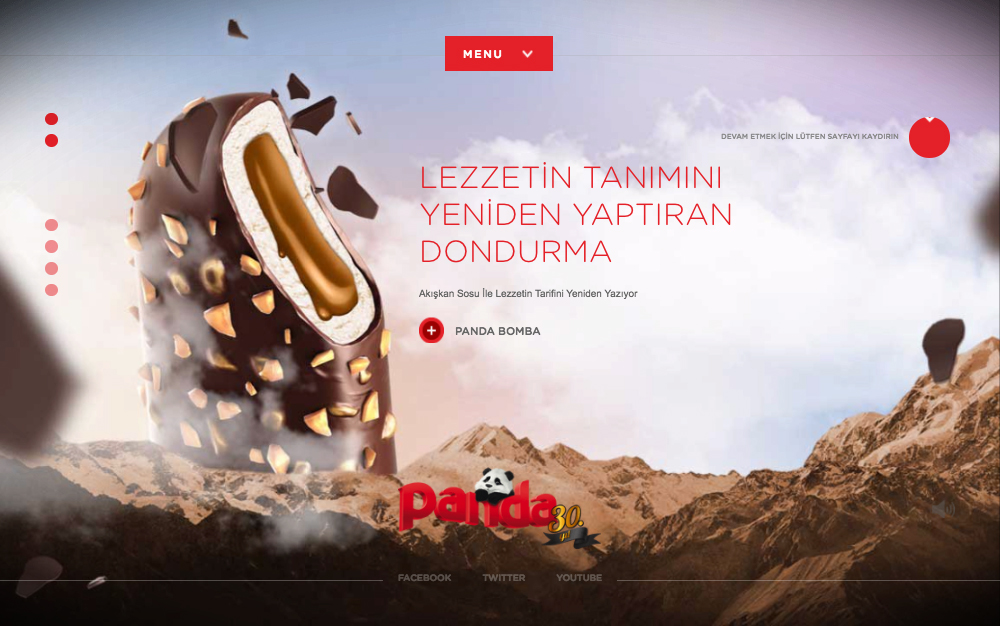 MENU
DEVAM ETMEK İÇİN LÜTFEN SAYFAYI KAYDIRIN
LEZZETİN TANIMINI
YENİDEN YAPTIRAN
DONDURMA
Akışkan Sosu İle Lezzetin Tarifini Yeniden Yazıyor
PANDA BOMBA
panda
30.
yıl
FACEBOOK TWITTER YOUTUBE